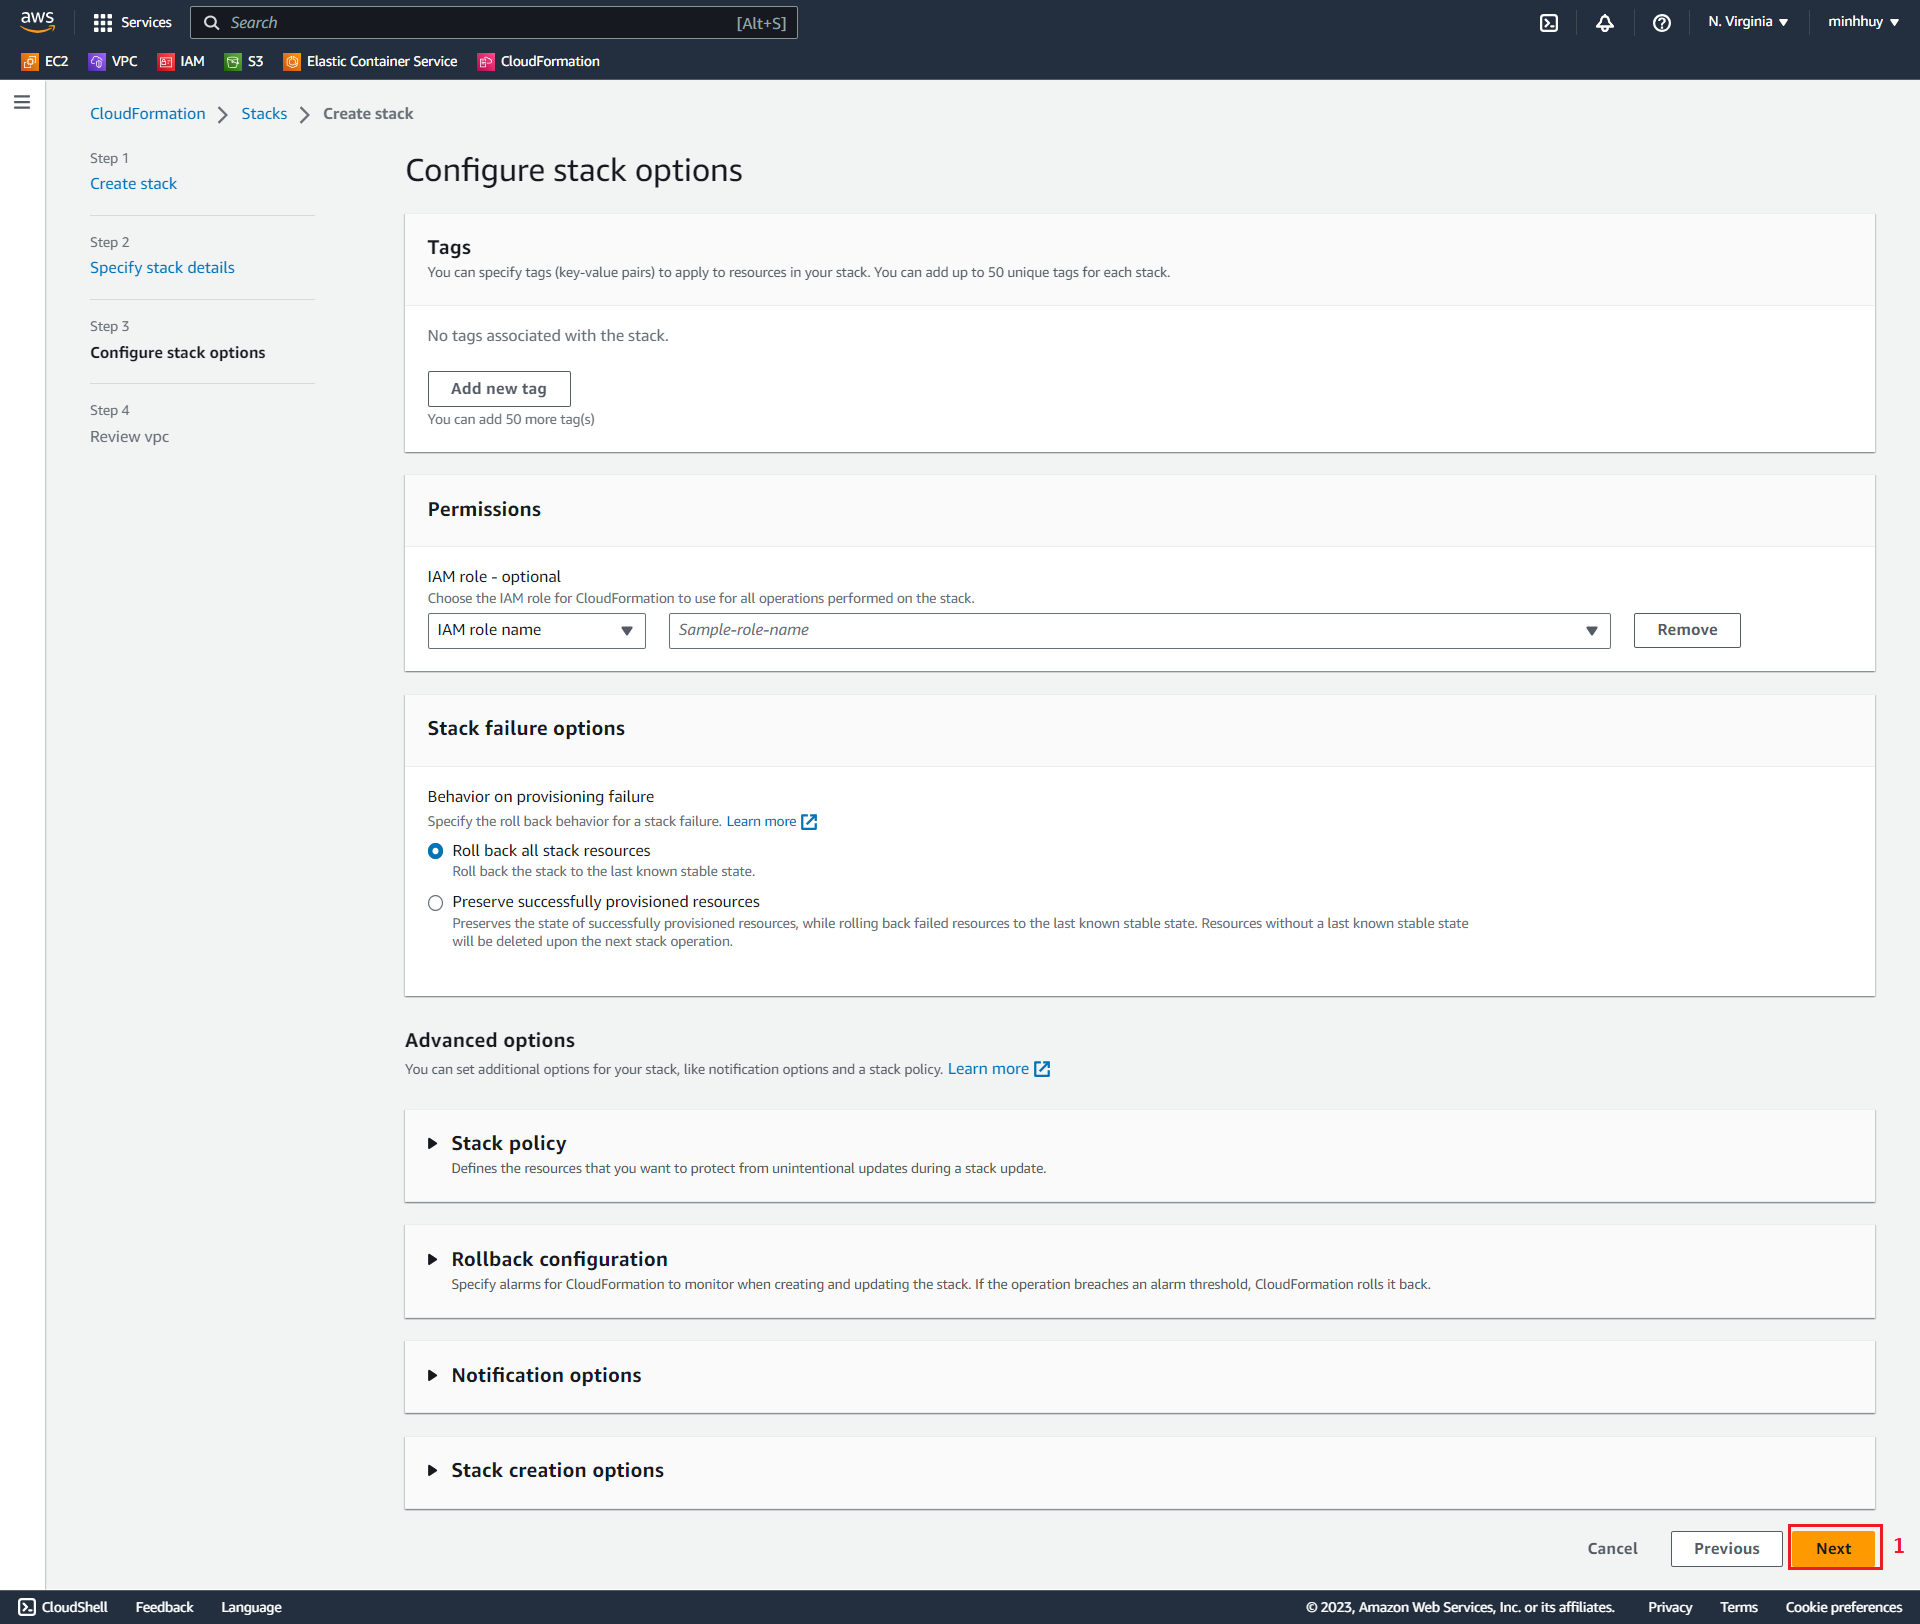 aws
Services
Search
[Alt+S]
N. Virginia
minhhuy
EC2
VPC
IAM
S3
Elastic Container Service
CloudFormation
CloudFormation
Stacks
Create stack
Step 1
Create stack
Step 2
Specify stack details
Step 3
Configure stack options
Step 4
Review vpc
Configure stack options
Tags
You can specify tags (key-value pairs) to apply to resources in your stack. You can add up to 50 unique tags for each stack.
No tags associated with the stack.
Add new tag
You can add 50 more tag(s)
Permissions
IAM role - optional
Choose the IAM role for CloudFormation to use for all operations performed on the stack.
IAM role name
Sample-role-name
Remove
Stack failure options
Behavior on provisioning failure
Specify the roll back behavior for a stack failure. Learn more
Roll back all stack resources
Roll back the stack to the last known stable state.
Preserve successfully provisioned resources
Preserves the state of successfully provisioned resources, while rolling back failed resources to the last known stable state. Resources without a last known stable state
will be deleted upon the next stack operation.
Advanced options
You can set additional options for your stack, like notification options and a stack policy. Learn more
Stack policy
Defines the resources that you want to protect from unintentional updates during a stack update.
Rollback configuration
Specify alarms for CloudFormation to monitor when creating and updating the stack. If the operation breaches an alarm threshold, CloudFormation rolls it back.
Notification options
Stack creation options
Cancel
Previous
Next
1
CloudShell
Feedback
Language
© 2023, Amazon Web Services, Inc. or its affiliates.
Privacy
Terms
Cookie preferences